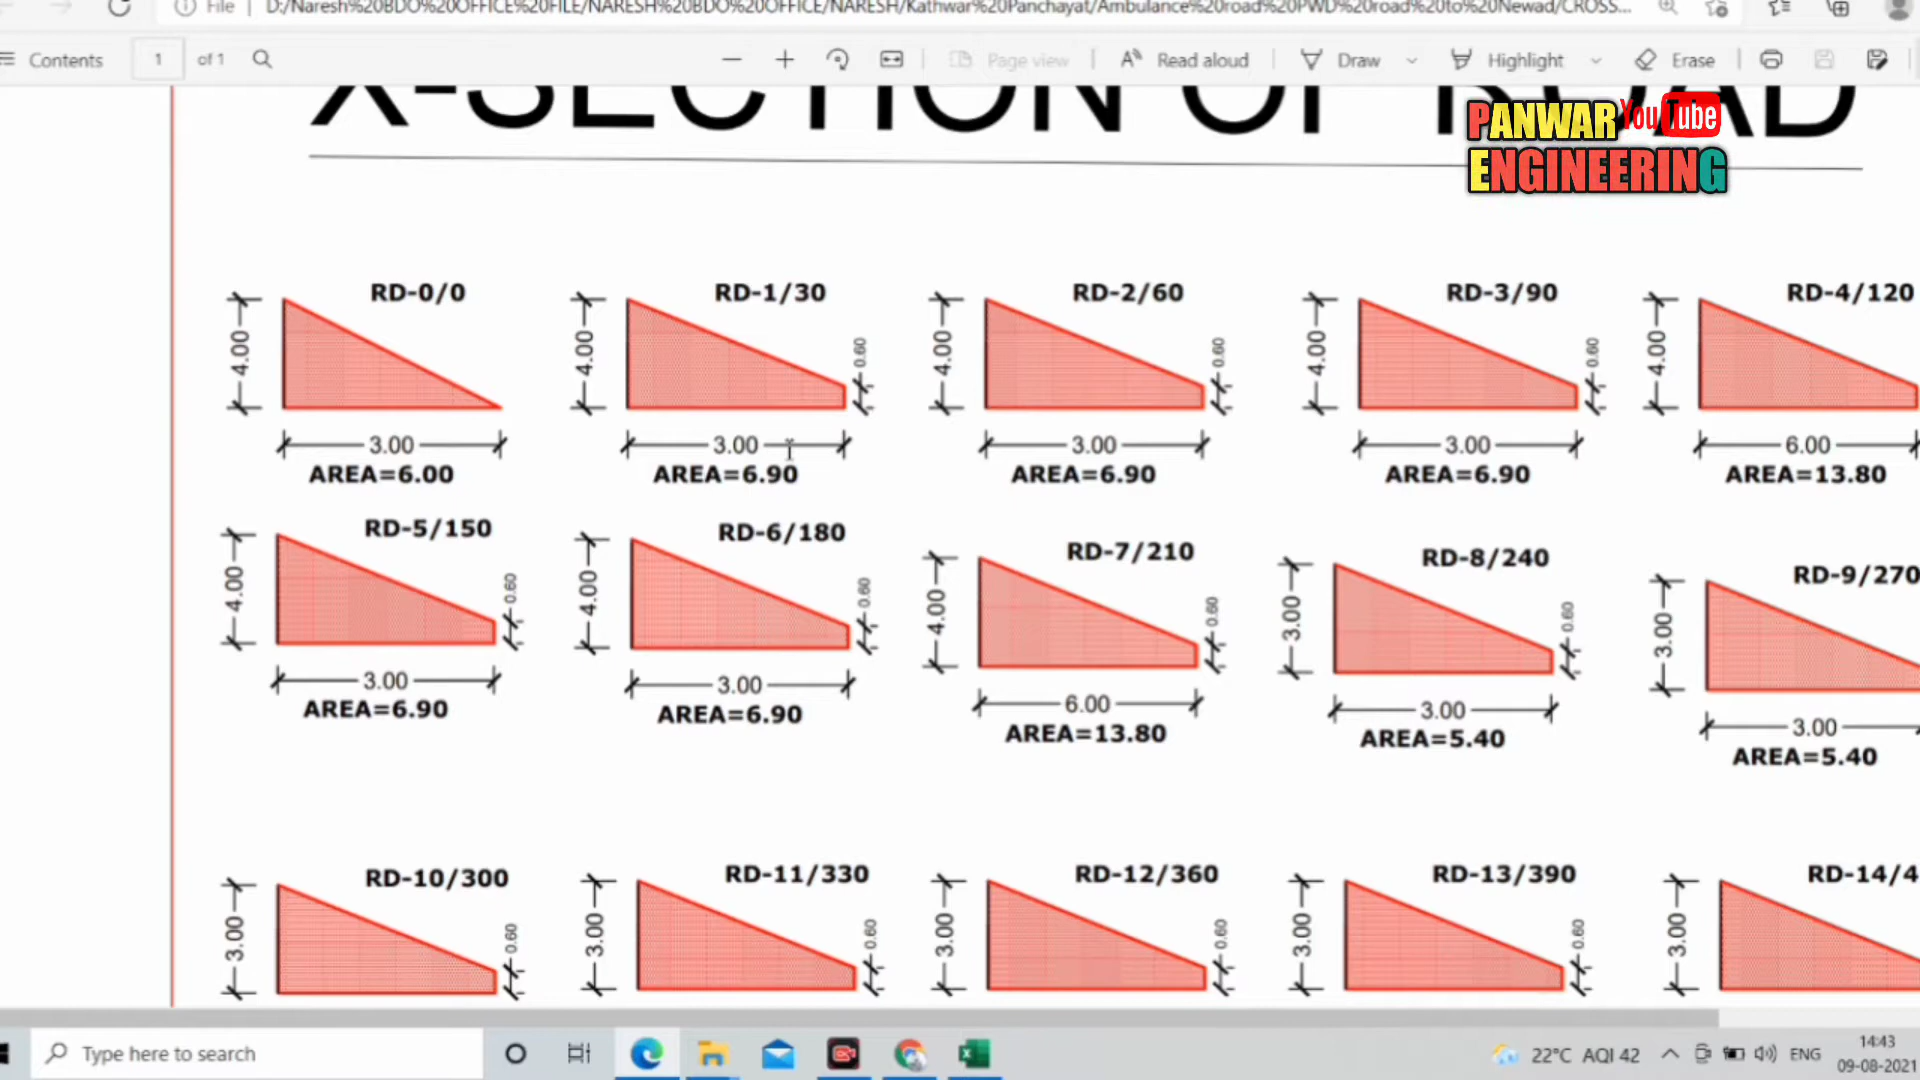 File D:/Naresh%20BDO%20OFFICE%20FILE/NARESH%20BDO%20OFFICE/NARESH/Kathwar%20Panchayat/Ambulance%20road%20PWD%20road%20to%20Newad/CROSS...
Contents 1 of 1 Page view Read aloud Draw Highlight Erase
X-SECTION OF ROAD
PANWAR YouTube
ENGINEERING
RD-0/0 RD-1/30 RD-2/60 RD-3/90 RD-4/120
4.00 4.00 0.60 4.00 0.60 4.00 0.60 4.00
3.00 3.00 3.00 3.00 6.00
AREA=6.00 AREA=6.90 AREA=6.90 AREA=6.90 AREA=13.80
RD-5/150 RD-6/180 RD-7/210 RD-8/240 RD-9/270
4.00 0.60 4.00 0.60 4.00 0.60 3.00 0.60 3.00
3.00 3.00 6.00 3.00 3.00
AREA=6.90 AREA=6.90 AREA=13.80 AREA=5.40 AREA=5.40
RD-10/300 RD-11/330 RD-12/360 RD-13/390 RD-14/4
3.00 0.60 3.00 0.60 3.00 0.60 3.00 0.60 3.00
Type here to search 22°C AQI 42 ENG 14:43
09-08-2021